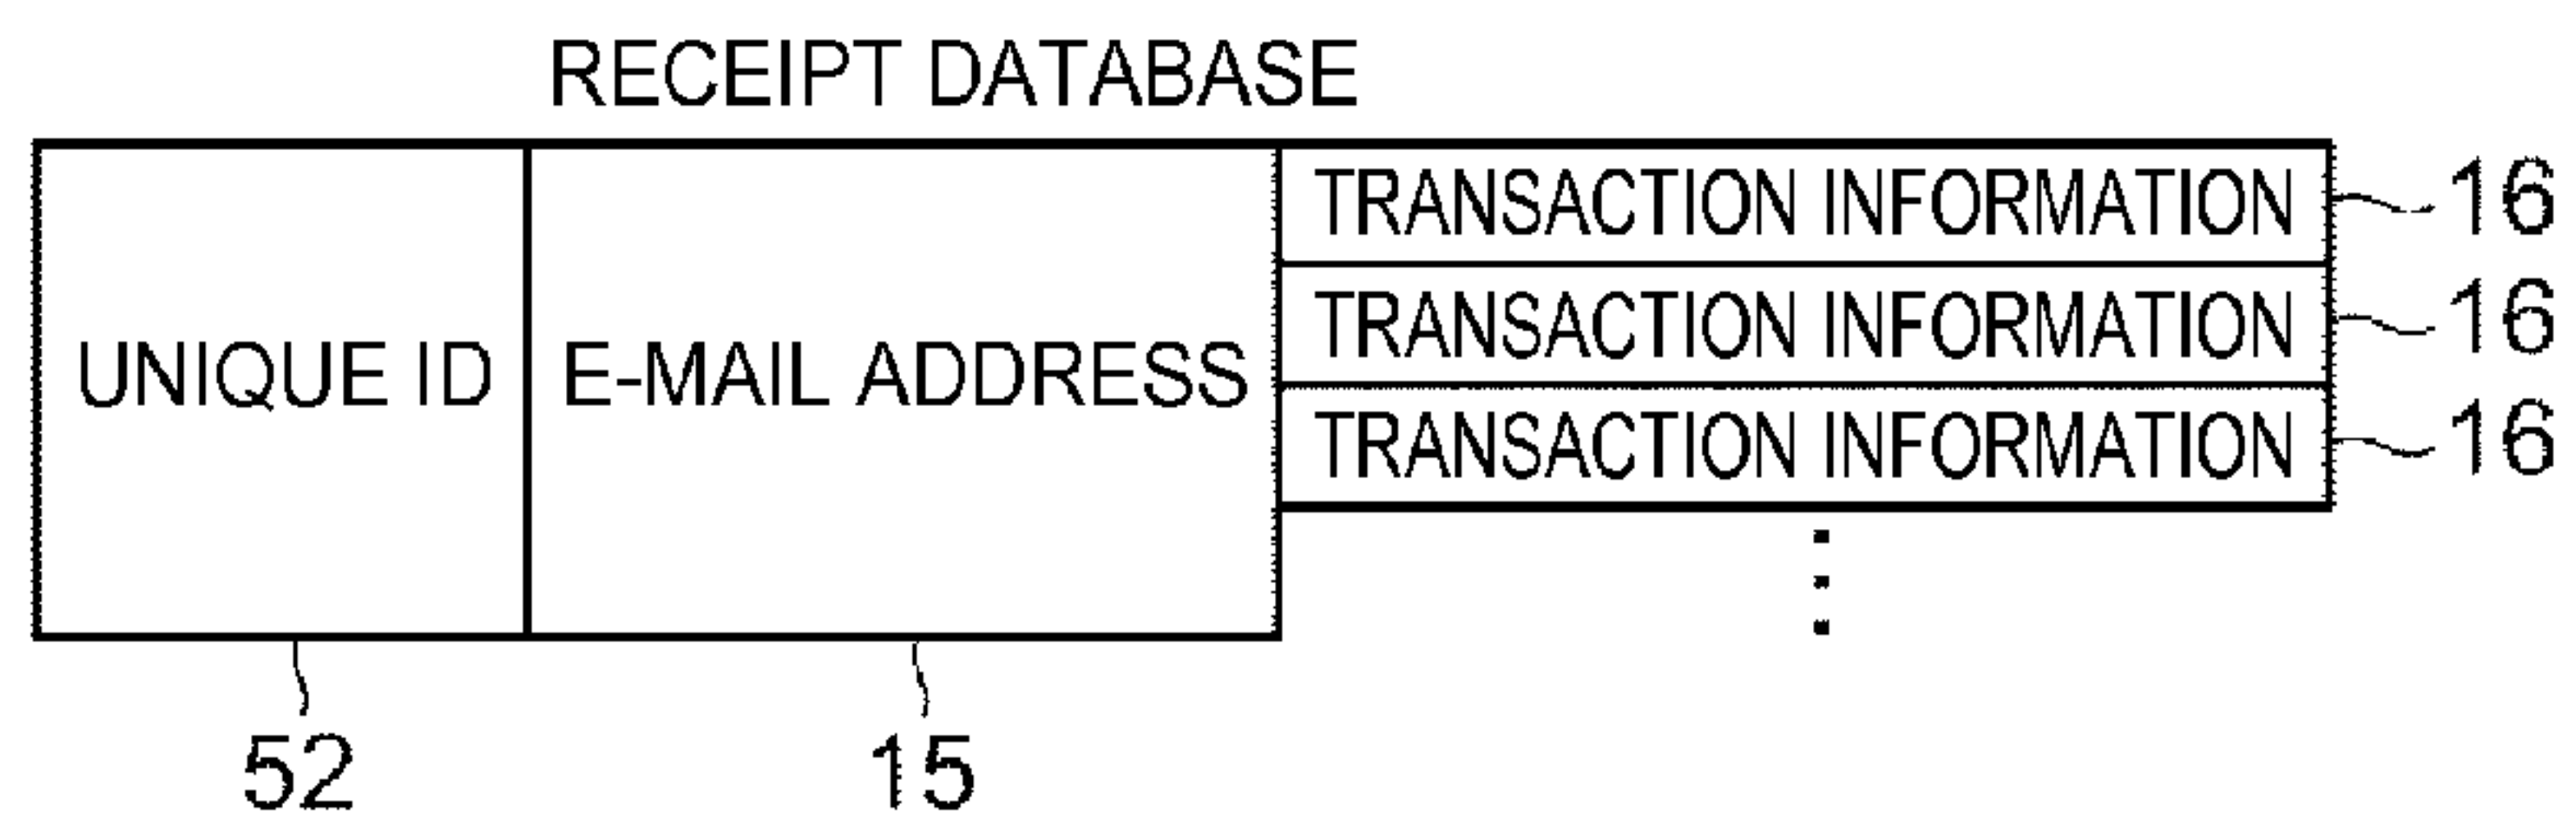 RECEIPT DATABASE
TRANSACTION INFORMATION 16
TRANSACTION INFORMATION 16
UNIQUE ID E-MAIL ADDRESS
TRANSACTION INFORMATION 16
52 15